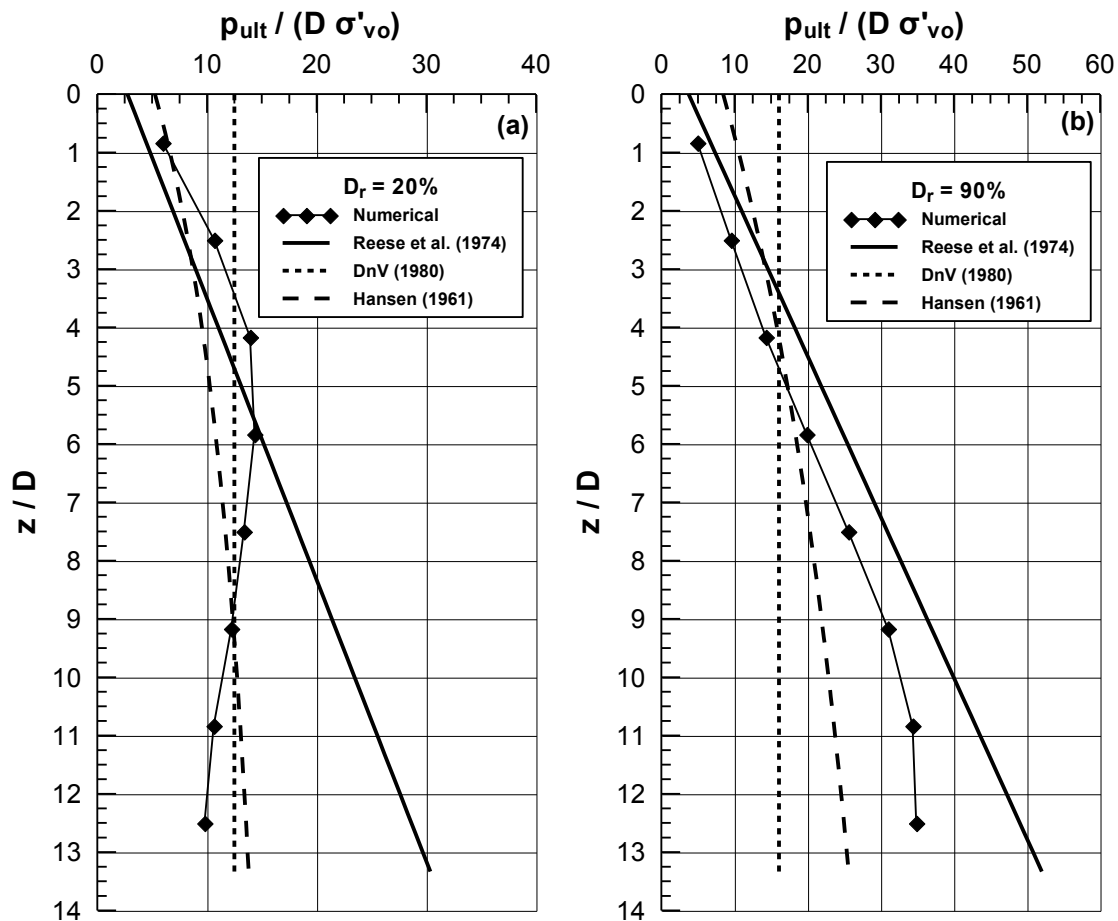 p_ult / (D σ'_vo)
0 10 20 30 40
0
1
2
3
4
5
6
7
8
9
10
11
12
13
14
z / D
(a)
D_r = 20%
Numerical
Reese et al. (1974)
DnV (1980)
Hansen (1961)
p_ult / (D σ'_vo)
0 10 20 30 40 50 60
0
1
2
3
4
5
6
7
8
9
10
11
12
13
14
z / D
(b)
D_r = 90%
Numerical
Reese et al. (1974)
DnV (1980)
Hansen (1961)